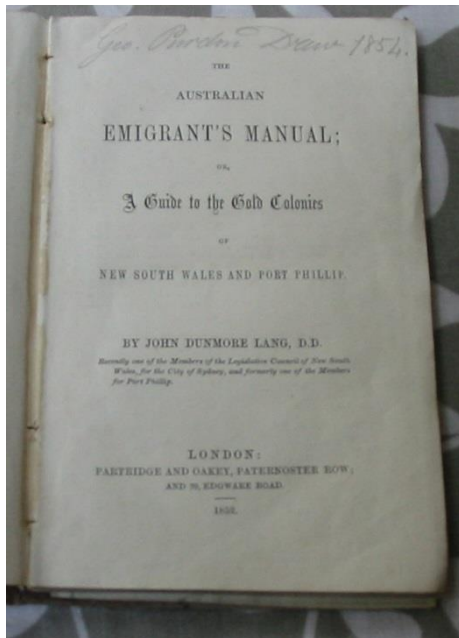 Geo. Drew 1854.
THE
AUSTRALIAN
EMIGRANT'S MANUAL;
OR,
A Guide to the Gold Colonies
OF
NEW SOUTH WALES AND PORT PHILLIP.
BY JOHN DUNMORE LANG, D.D.
Recently one of the Members of the Legislative Council of New South
Wales, for the City of Sydney, and formerly one of the Members
for Port Phillip.
LONDON:
PARTRIDGE AND OAKEY, PATERNOSTER ROW;
AND 70, EDGWARE ROAD.
1852.